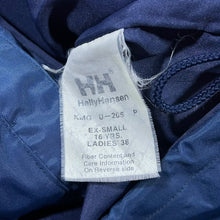 HH
HellyHansen
EX-SMALL
16 YRS.
LADIES 36
Fiber Content and
Care Information
On Reverse side